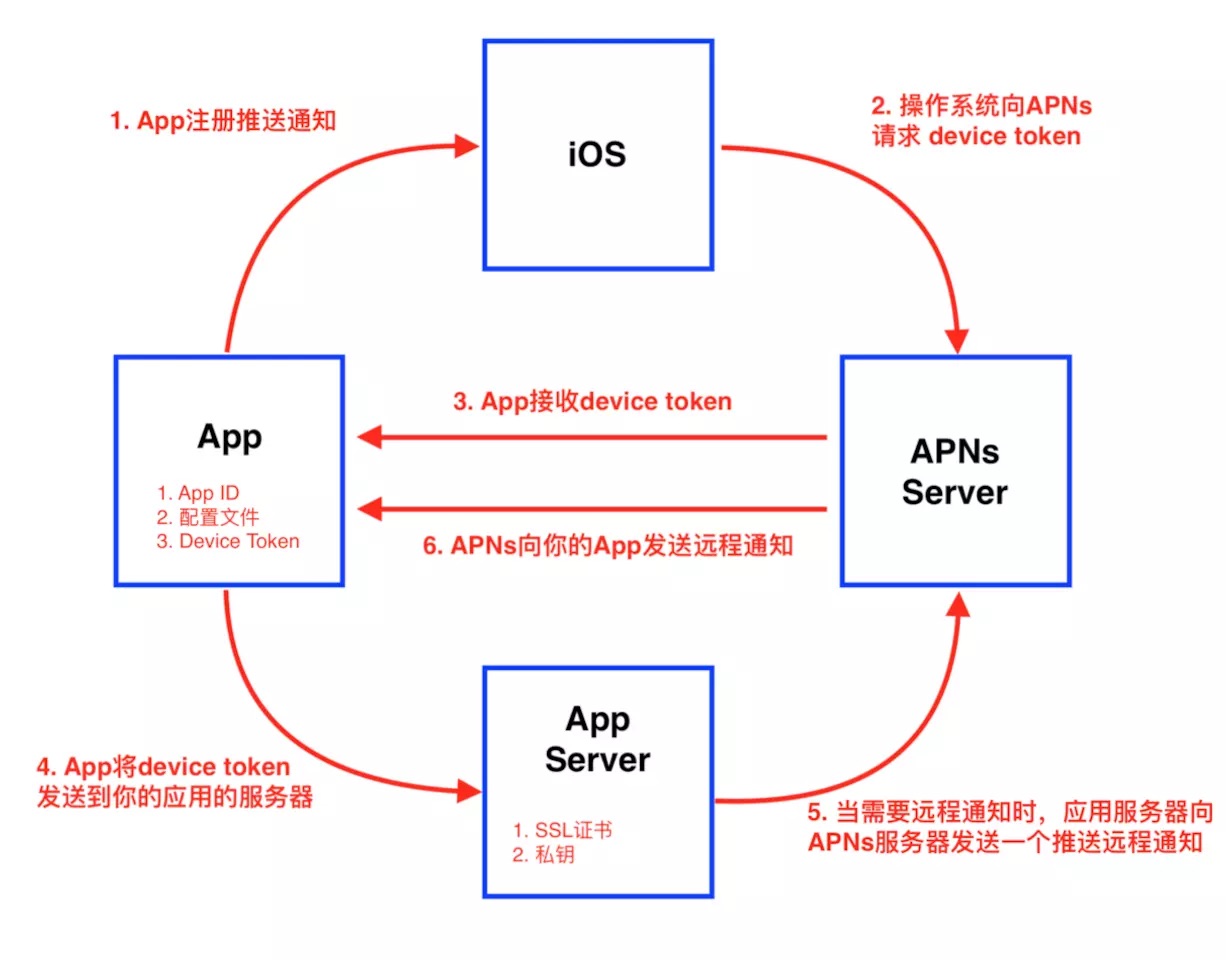 iOS
1. App注册推送通知
2. 操作系统向APNs
请求 device token
App
1. App ID
2. 配置文件
3. Device Token
3. App接收device token
6. APNs向你的App发送远程通知
APNs
Server
4. App将device token
发送到你的应用的服务器
App
Server
1. SSL证书
2. 私钥
5. 当需要远程通知时，应用服务器向
APNs服务器发送一个推送远程通知